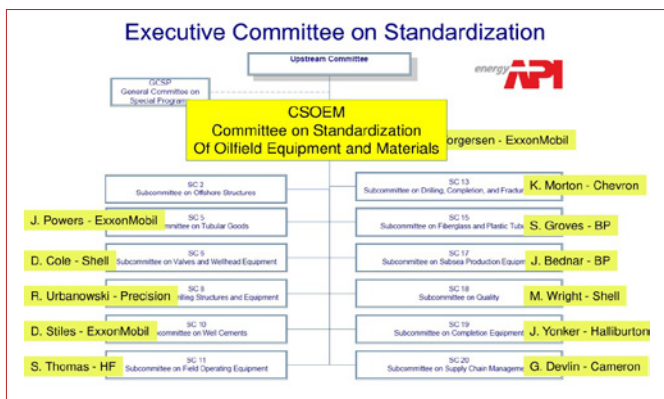 Executive Committee on Standardization
Upstream Committee
energy API
GCSP
General Committee on
Special Programs
CSOEM
Committee on Standardization
Of Oilfield Equipment and Materials
orgersen - ExxonMobil
SC 2
Subcommittee on Offshore Structures
SC 13
Subcommittee on Drilling, Completion, and Fractur
K. Morton - Chevron
J. Powers - ExxonMobil
SC 5
mmittee on Tubular Goods
SC 15
Subcommittee on Fiberglass and Plastic Tub
S. Groves - BP
D. Cole - Shell
SC 6
Subcommittee on Valves and Wellhead Equipment
SC 17
Subcommittee on Subsea Production Equipm
J. Bednar - BP
R. Urbanowski - Precision
SC 8
rilling Structures and Equipment
SC 18
Subcommittee on Quality
M. Wright - Shell
D. Stiles - ExxonMobil
SC 10
bcommittee on Well Cements
SC 19
Subcommittee on Completion Equipment
J. Yonker - Halliburton
S. Thomas - HF
SC 11
Subcommittee on Field Operating Equipment
SC 20
Subcommittee on Supply Chain Manageme
G. Devlin - Cameron